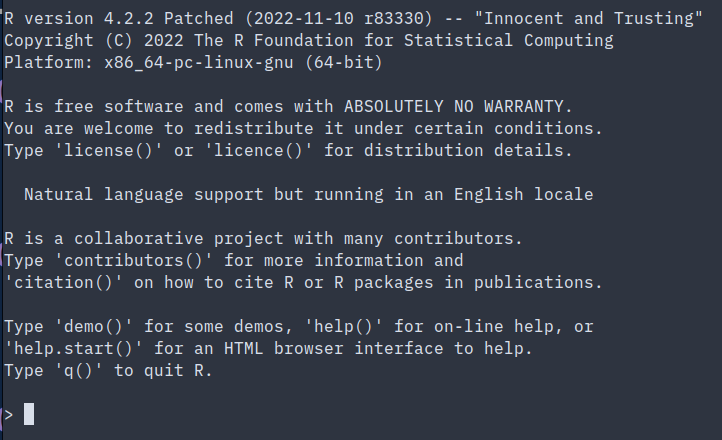 R version 4.2.2 Patched (2022-11-10 r83330) -- "Innocent and Trusting"
Copyright (C) 2022 The R Foundation for Statistical Computing
Platform: x86_64-pc-linux-gnu (64-bit)
R is free software and comes with ABSOLUTELY NO WARRANTY.
You are welcome to redistribute it under certain conditions.
Type 'license()' or 'licence()' for distribution details.
Natural language support but running in an English locale
R is a collaborative project with many contributors.
Type 'contributors()' for more information and
'citation()' on how to cite R or R packages in publications.
Type 'demo()' for some demos, 'help()' for on-line help, or
'help.start()' for an HTML browser interface to help.
Type 'q()' to quit R.
>